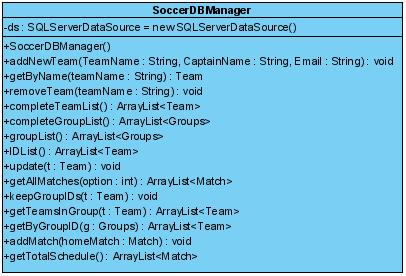 SoccerDBManager
-ds : SQLServerDataSource = new SQLServerDataSource()
+SoccerDBManager()
+addNewTeam(TeamName : String, CaptainName : String, Email : String) : void
+getByName(teamName : String) : Team
+removeTeam(teamName : String) : void
+completeTeamList() : ArrayList<Team>
+completeGroupList() : ArrayList<Groups>
+groupList() : ArrayList<Groups>
+IDList() : ArrayList<Team>
+update(t : Team) : void
+getAllMatches(option : int) : ArrayList<Match>
+keepGroupIDs(t : Team) : void
+getTeamsInGroup(t : Team) : ArrayList<Team>
+getByGroupID(g : Groups) : ArrayList<Team>
+addMatch(homeMatch : Match) : void
+getTotalSchedule() : ArrayList<Match>